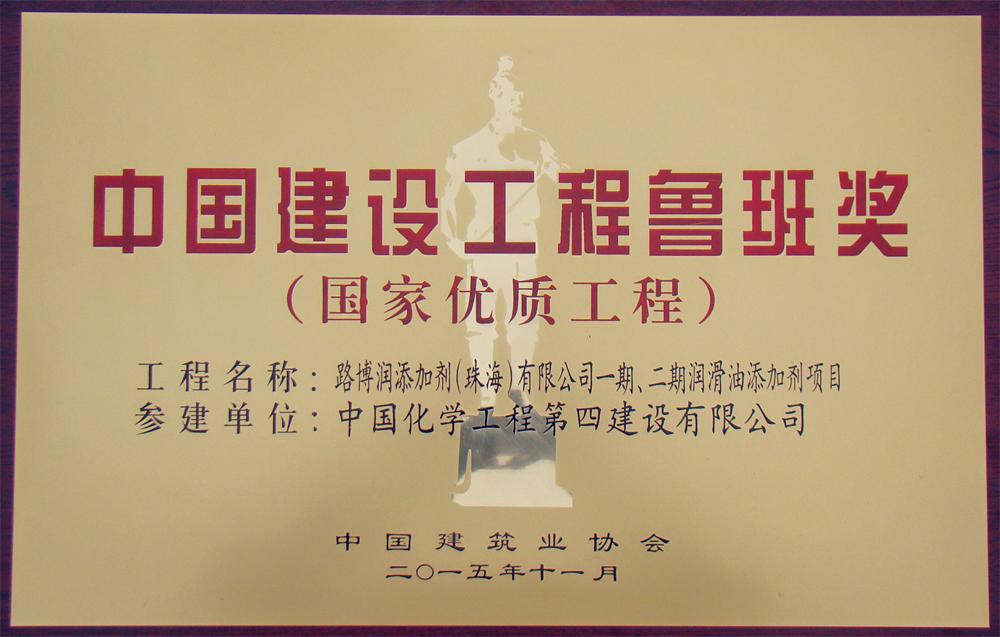 中国建设工程鲁班奖
（国家优质工程）
工程名称：路博润添加剂（珠海）有限公司一期、二期润滑油添加剂项目
参建单位：中国化学工程第四建设有限公司
中国建筑业协会
二〇一五年十一月